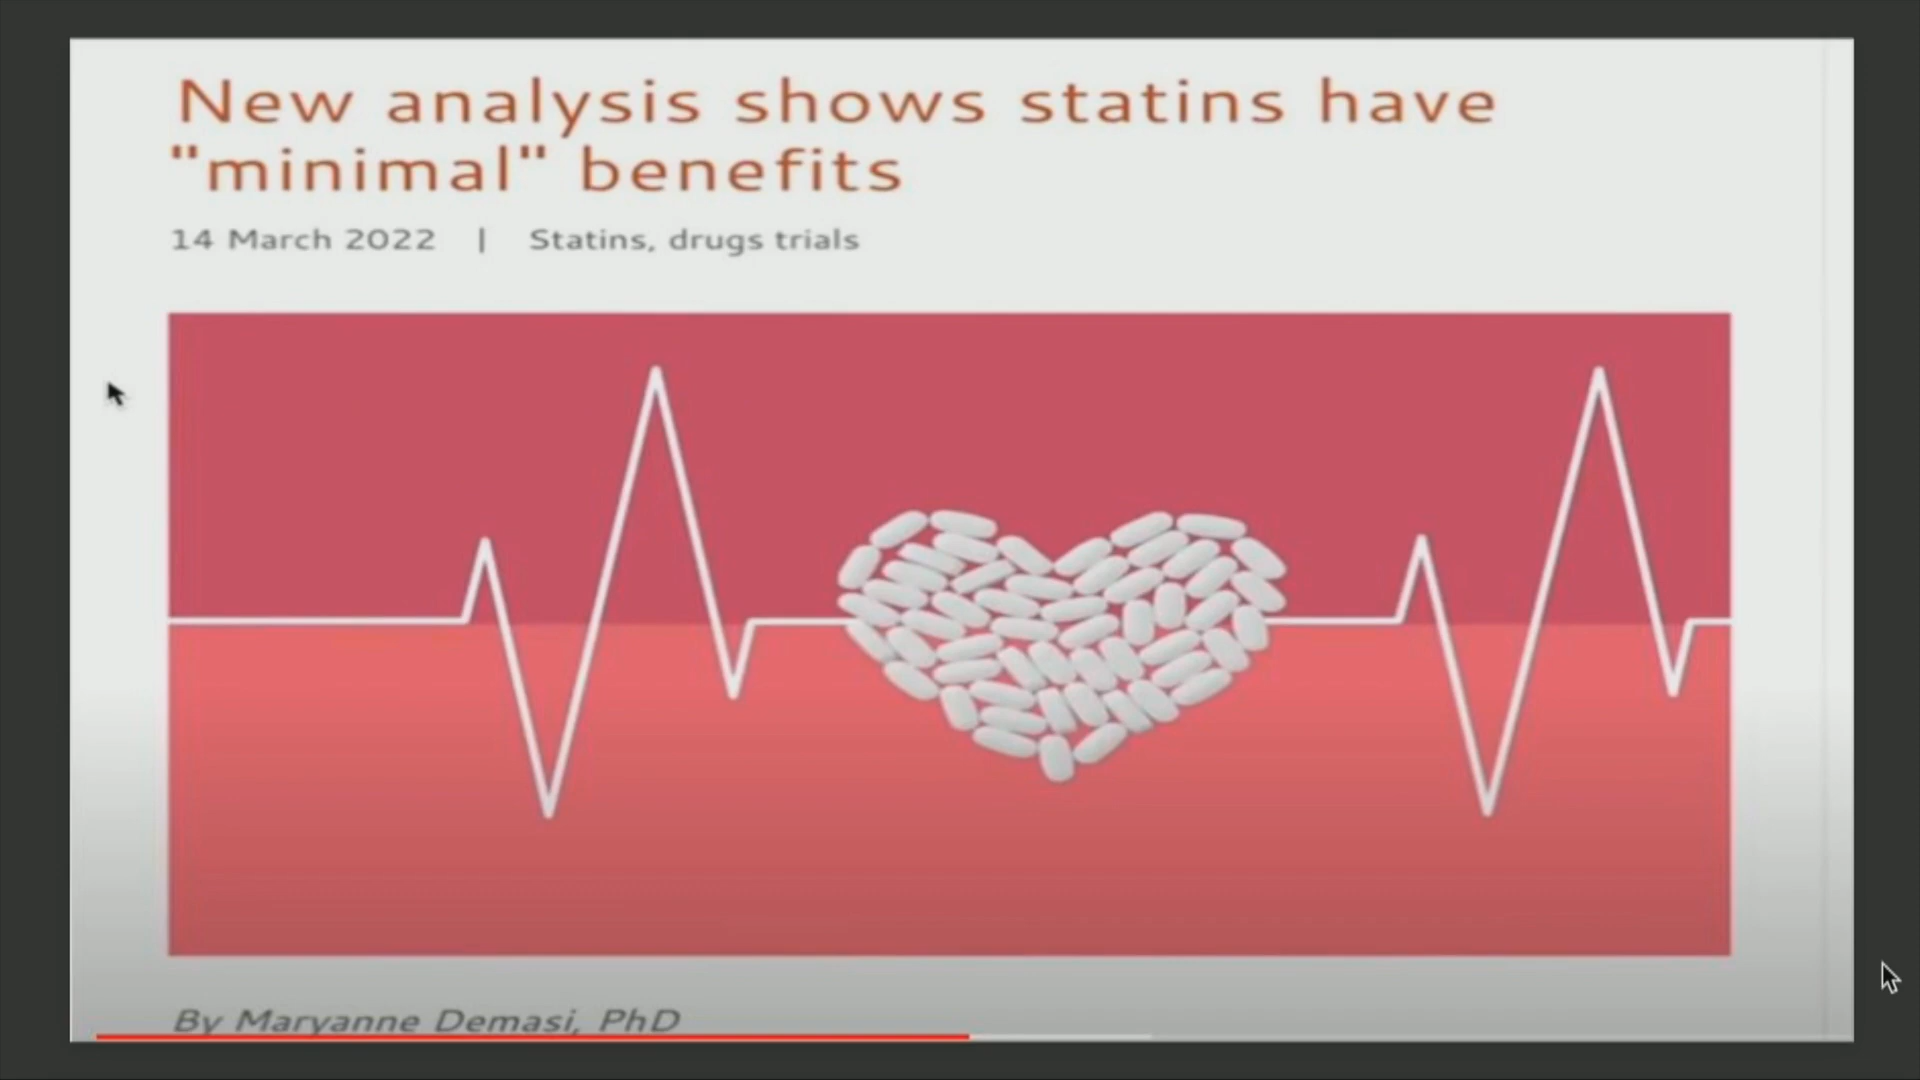 New analysis shows statins have
"minimal" benefits
14 March 2022 | Statins, drugs trials
By Maryanne Demasi, PhD